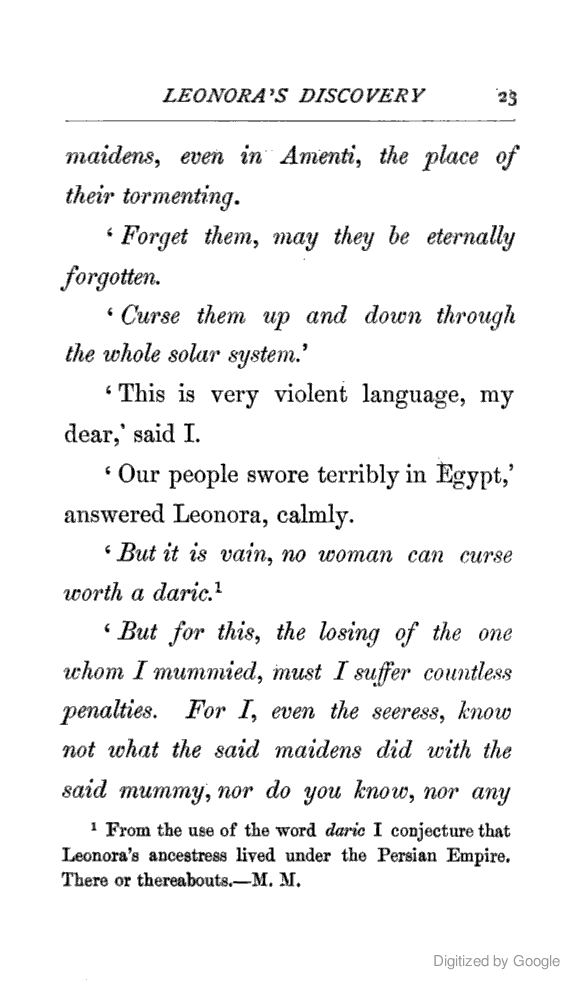 LEONORA'S DISCOVERY 23
maidens, even in Amenti, the place of
their tormenting.
‘ Forget them, may they be eternally
forgotten.
‘ Curse them up and down through
the whole solar system.’
‘ This is very violent language, my
dear,’ said I.
‘ Our people swore terribly in Egypt,’
answered Leonora, calmly.
‘ But it is vain, no woman can curse
worth a daric.¹
‘ But for this, the losing of the one
whom I mummied, must I suffer countless
penalties. For I, even the seeress, know
not what the said maidens did with the
said mummy, nor do you know, nor any
¹ From the use of the word daric I conjecture that
Leonora's ancestress lived under the Persian Empire.
There or thereabouts.—M. M.
Digitized by Google